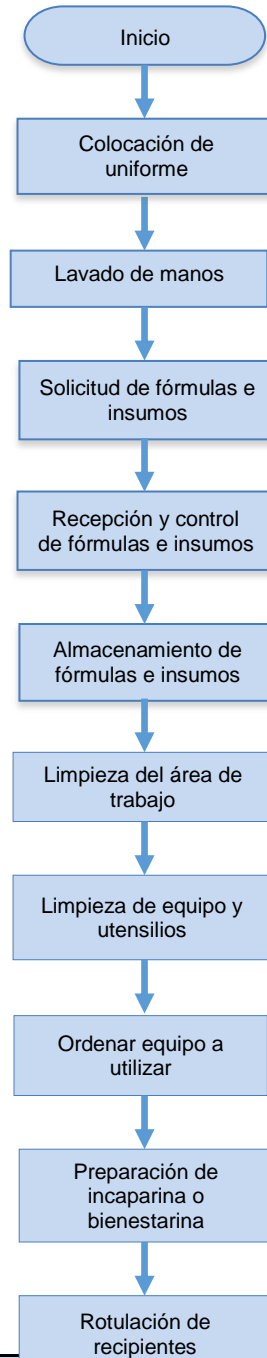 Inicio
Colocación de
uniforme
Lavado de manos
Solicitud de fórmulas e
insumos
Recepción y control
de fórmulas e insumos
Almacenamiento de
fórmulas e insumos
Limpieza del área de
trabajo
Limpieza de equipo y
utensilios
Ordenar equipo a
utilizar
Preparación de
incaparina o
bienestarina
Rotulación de
recipientes